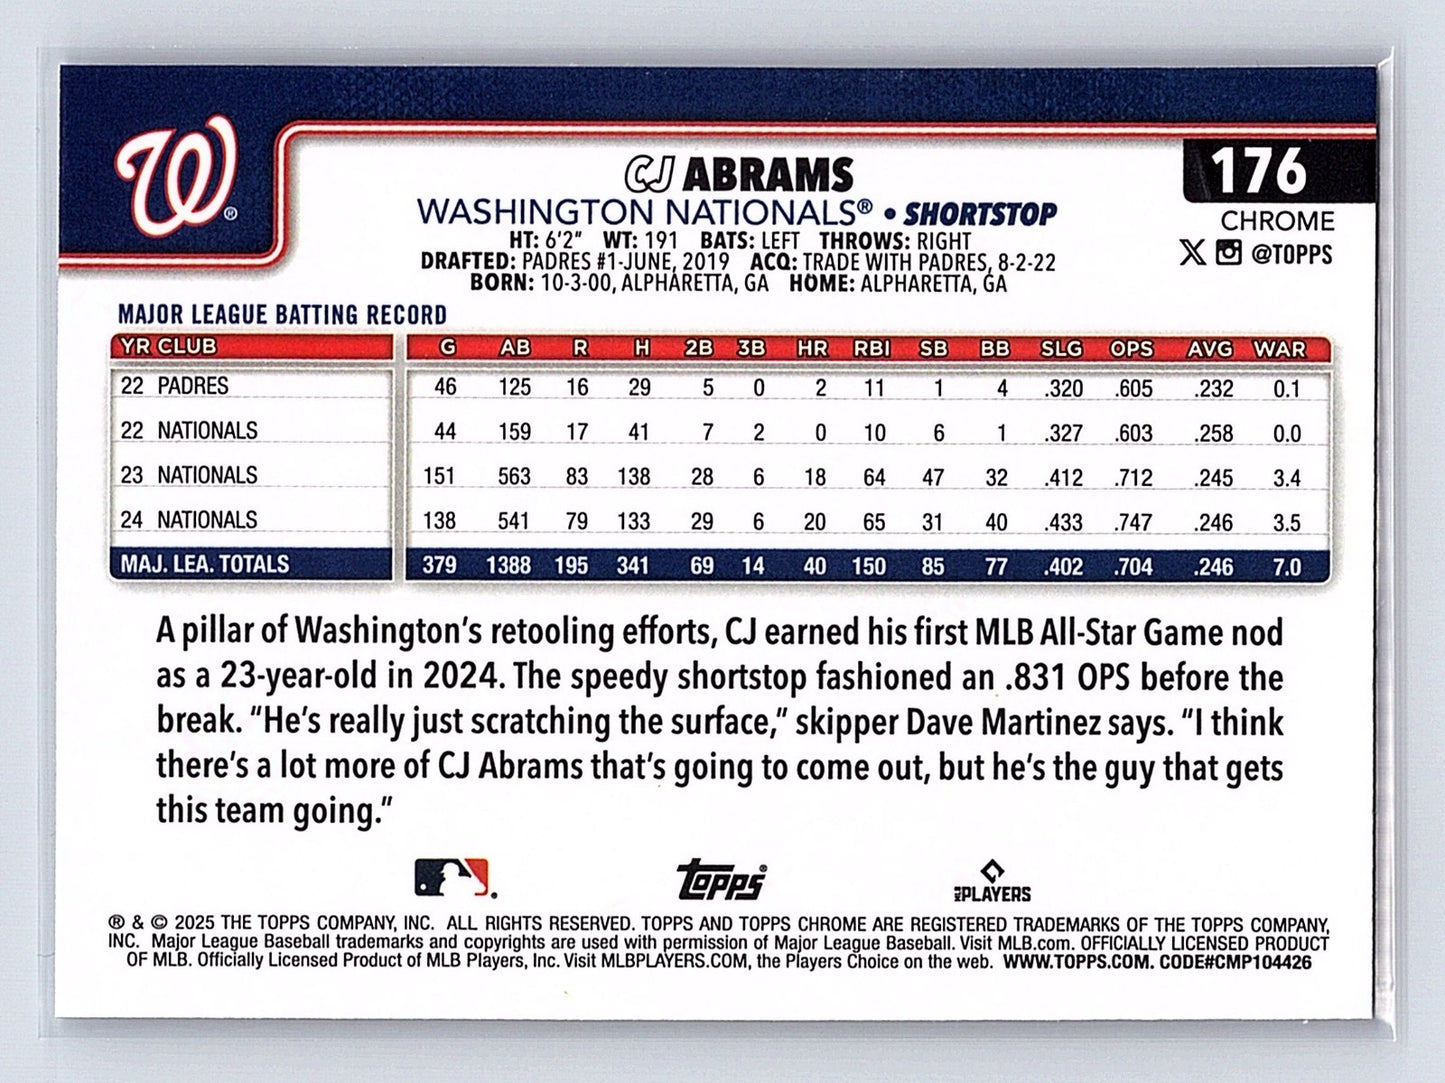 W®
176
CJ ABRAMS
CHROME
WASHINGTON NATIONALS® • SHORTSTOP
@TOPPS
HT: 6'2" WT: 191 BATS: LEFT THROWS: RIGHT
DRAFTED: PADRES #1-JUNE, 2019 ACQ: TRADE WITH PADRES, 8-2-22
BORN: 10-3-00, ALPHARETTA, GA HOME: ALPHARETTA, GA
MAJOR LEAGUE BATTING RECORD
YR CLUB G AB R H 2B 3B HR RBI SB BB SLG OPS AVG WAR
22 PADRES 46 125 16 29 5 0 2 11 1 4 .320 .605 .232 0.1
22 NATIONALS 44 159 17 41 7 2 0 10 6 1 .327 .603 .258 0.0
23 NATIONALS 151 563 83 138 28 6 18 64 47 32 .412 .712 .245 3.4
24 NATIONALS 138 541 79 133 29 6 20 65 31 40 .433 .747 .246 3.5
MAJ. LEA. TOTALS 379 1388 195 341 69 14 40 150 85 77 .402 .704 .246 7.0
A pillar of Washington's retooling efforts, CJ earned his first MLB All-Star Game nod
as a 23-year-old in 2024. The speedy shortstop fashioned an .831 OPS before the
break. "He's really just scratching the surface," skipper Dave Martinez says. "I think
there's a lot more of CJ Abrams that's going to come out, but he's the guy that gets
this team going."
Topps®
MLB PLAYERS
® & © 2025 THE TOPPS COMPANY, INC. ALL RIGHTS RESERVED. TOPPS AND TOPPS CHROME ARE REGISTERED TRADEMARKS OF THE TOPPS COMPANY,
INC. Major League Baseball trademarks and copyrights are used with permission of Major League Baseball. Visit MLB.com. OFFICIALLY LICENSED PRODUCT
OF MLB. Officially Licensed Product of MLB Players, Inc. Visit MLBPLAYERS.COM, the Players Choice on the web. WWW.TOPPS.COM. CODE#CMP104426